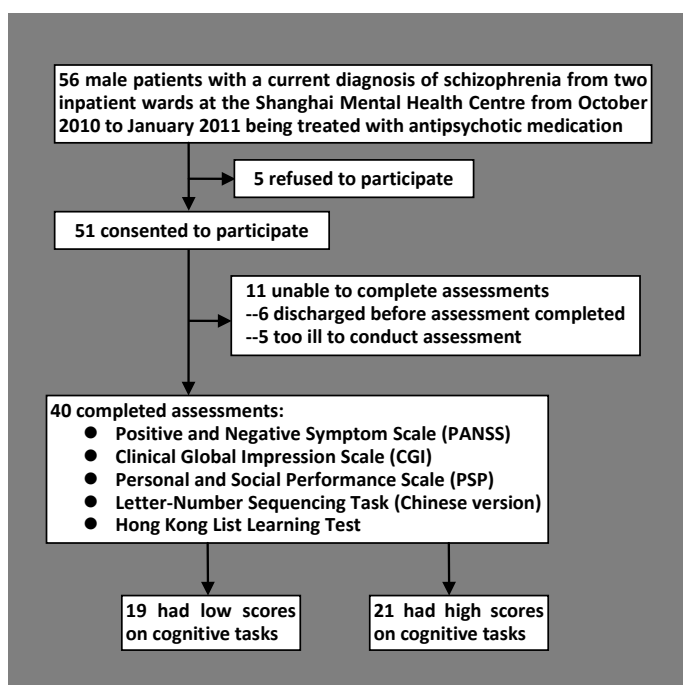 56 male patients with a current diagnosis of schizophrenia from two
inpatient wards at the Shanghai Mental Health Centre from October
2010 to January 2011 being treated with antipsychotic medication
5 refused to participate
51 consented to participate
11 unable to complete assessments
--6 discharged before assessment completed
--5 too ill to conduct assessment
40 completed assessments:
● Positive and Negative Symptom Scale (PANSS)
● Clinical Global Impression Scale (CGI)
● Personal and Social Performance Scale (PSP)
● Letter-Number Sequencing Task (Chinese version)
● Hong Kong List Learning Test
19 had low scores
on cognitive tasks
21 had high scores
on cognitive tasks